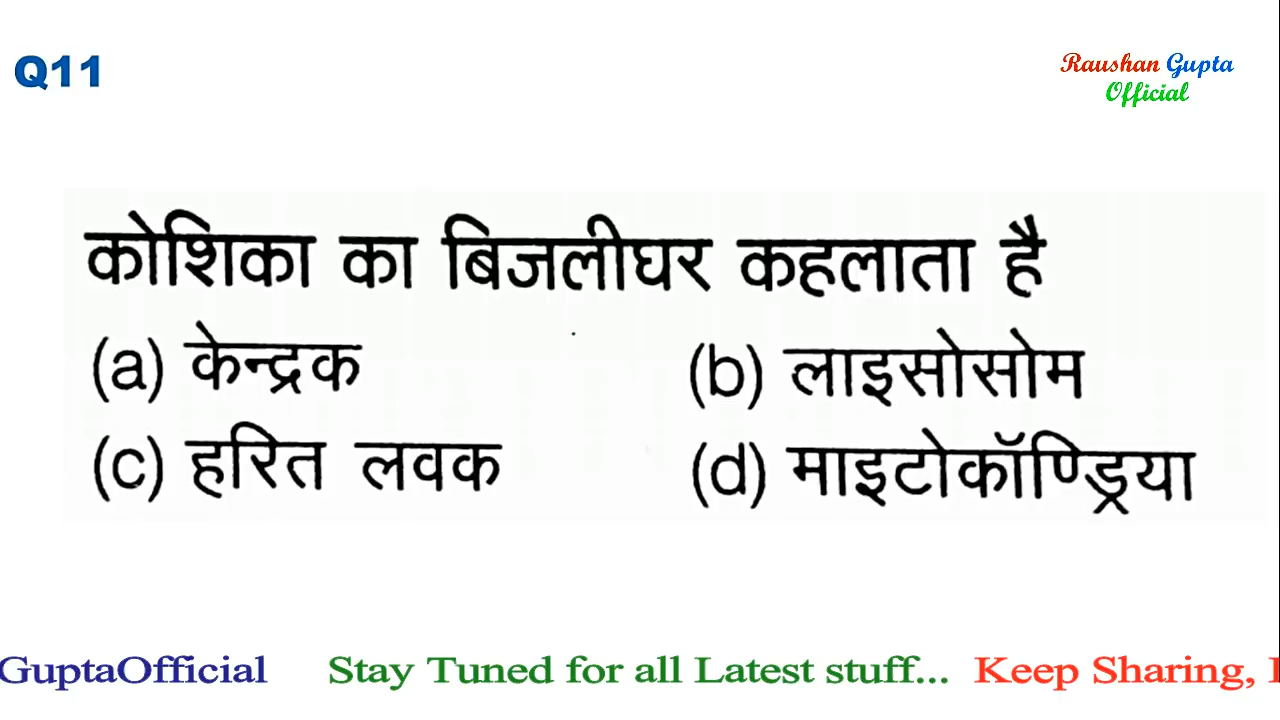 Q11
Raushan Gupta
Official
कोशिका का बिजलीघर कहलाता है
(a) केन्द्रक (b) लाइसोसोम
(c) हरित लवक (d) माइटोकॉण्ड्रिया
GuptaOfficial Stay Tuned for all Latest stuff... Keep Sharing,